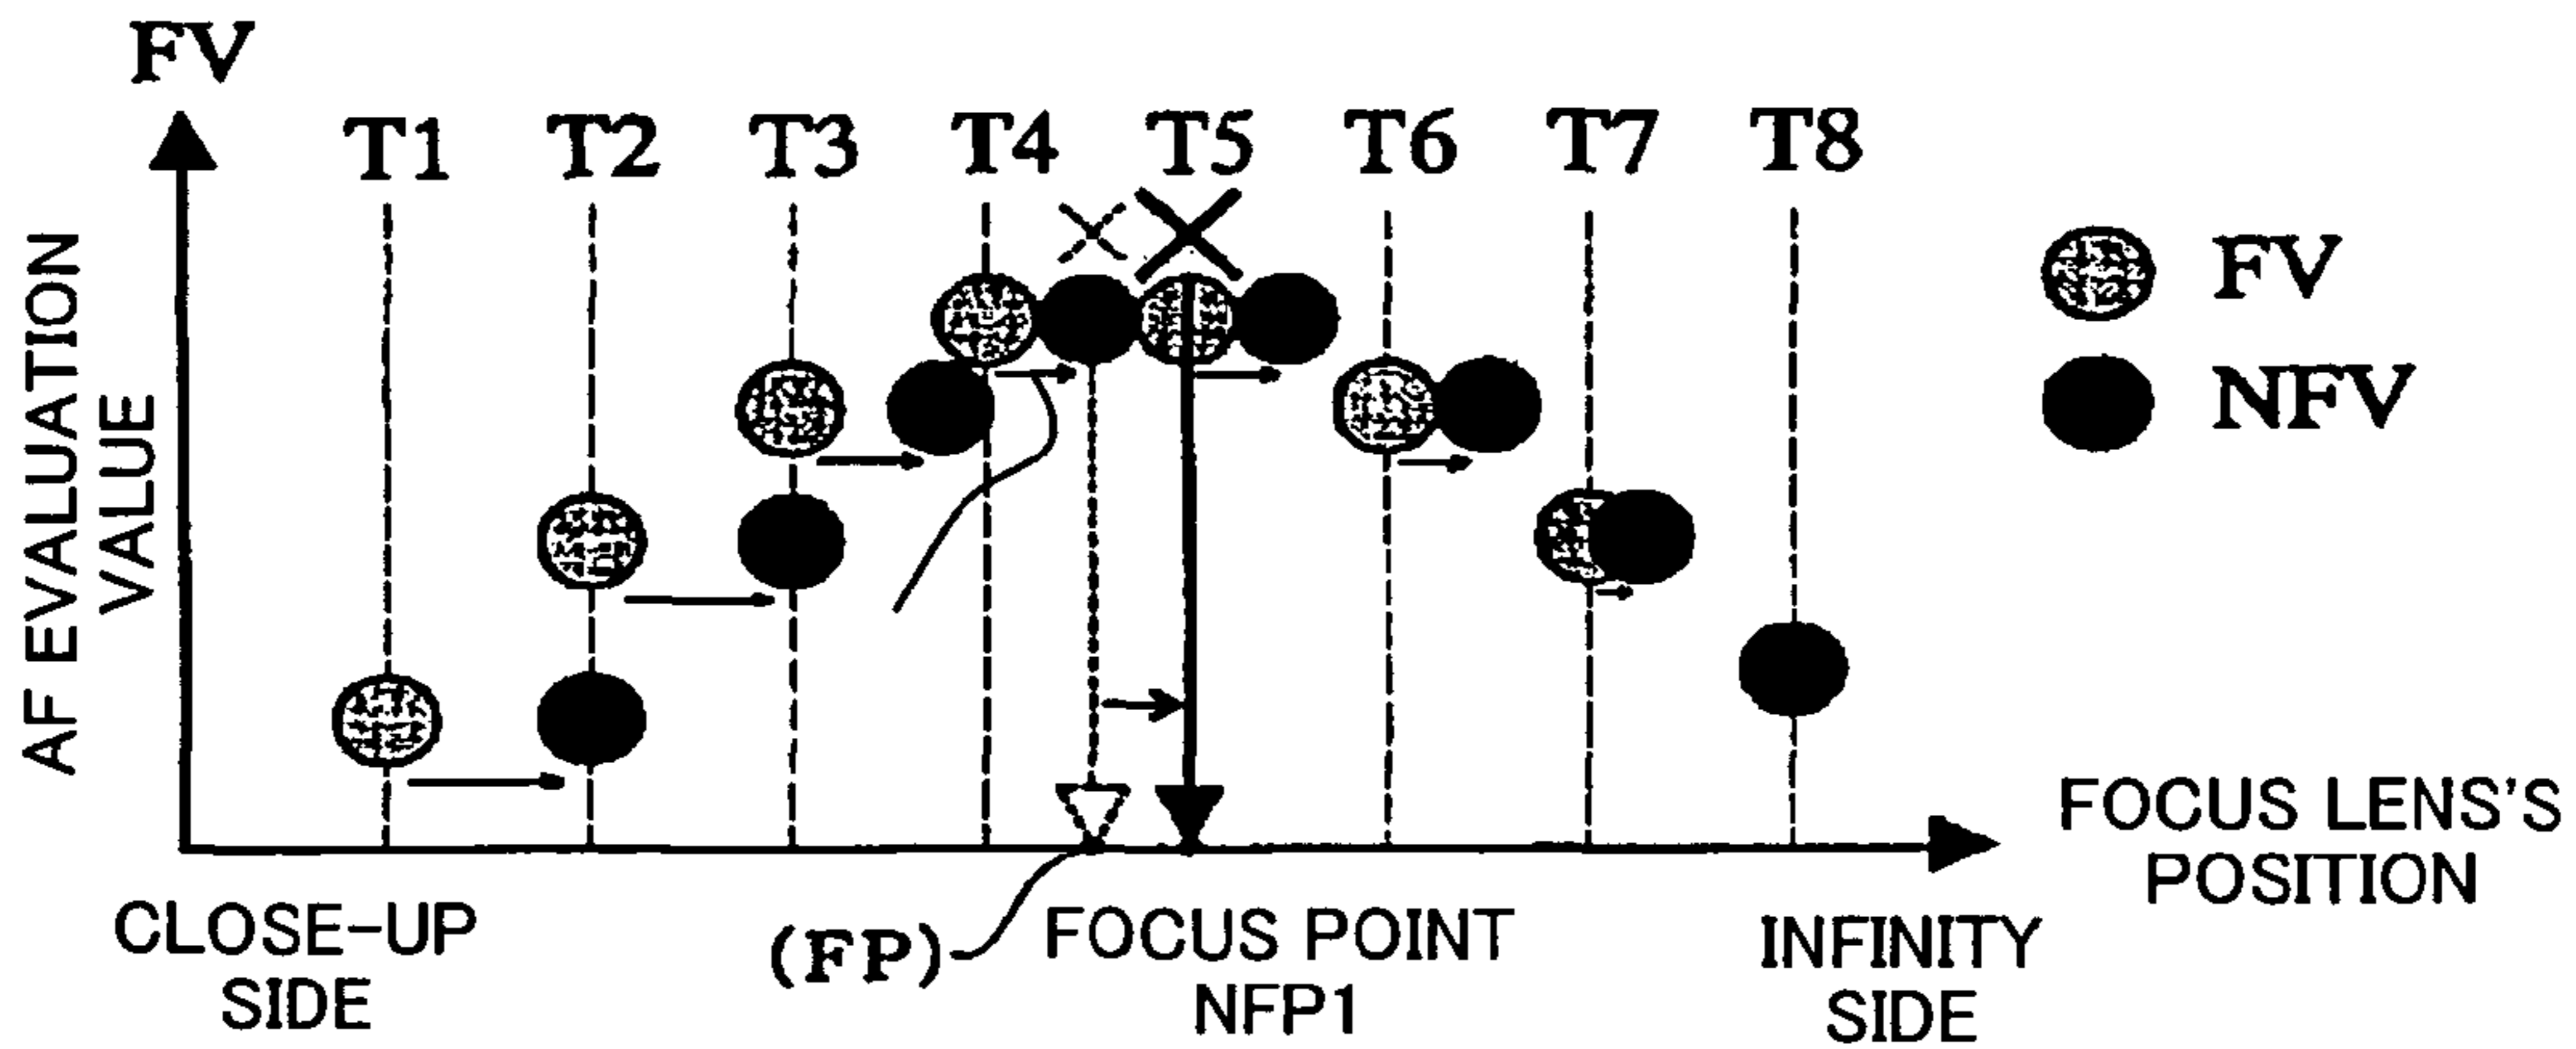 FV
T1 T2 T3 T4 T5 T6 T7 T8
FV
NFV
AF EVALUATION
VALUE
FOCUS LENS'S
POSITION
CLOSE-UP
SIDE
(FP)
FOCUS POINT
NFP1
INFINITY
SIDE